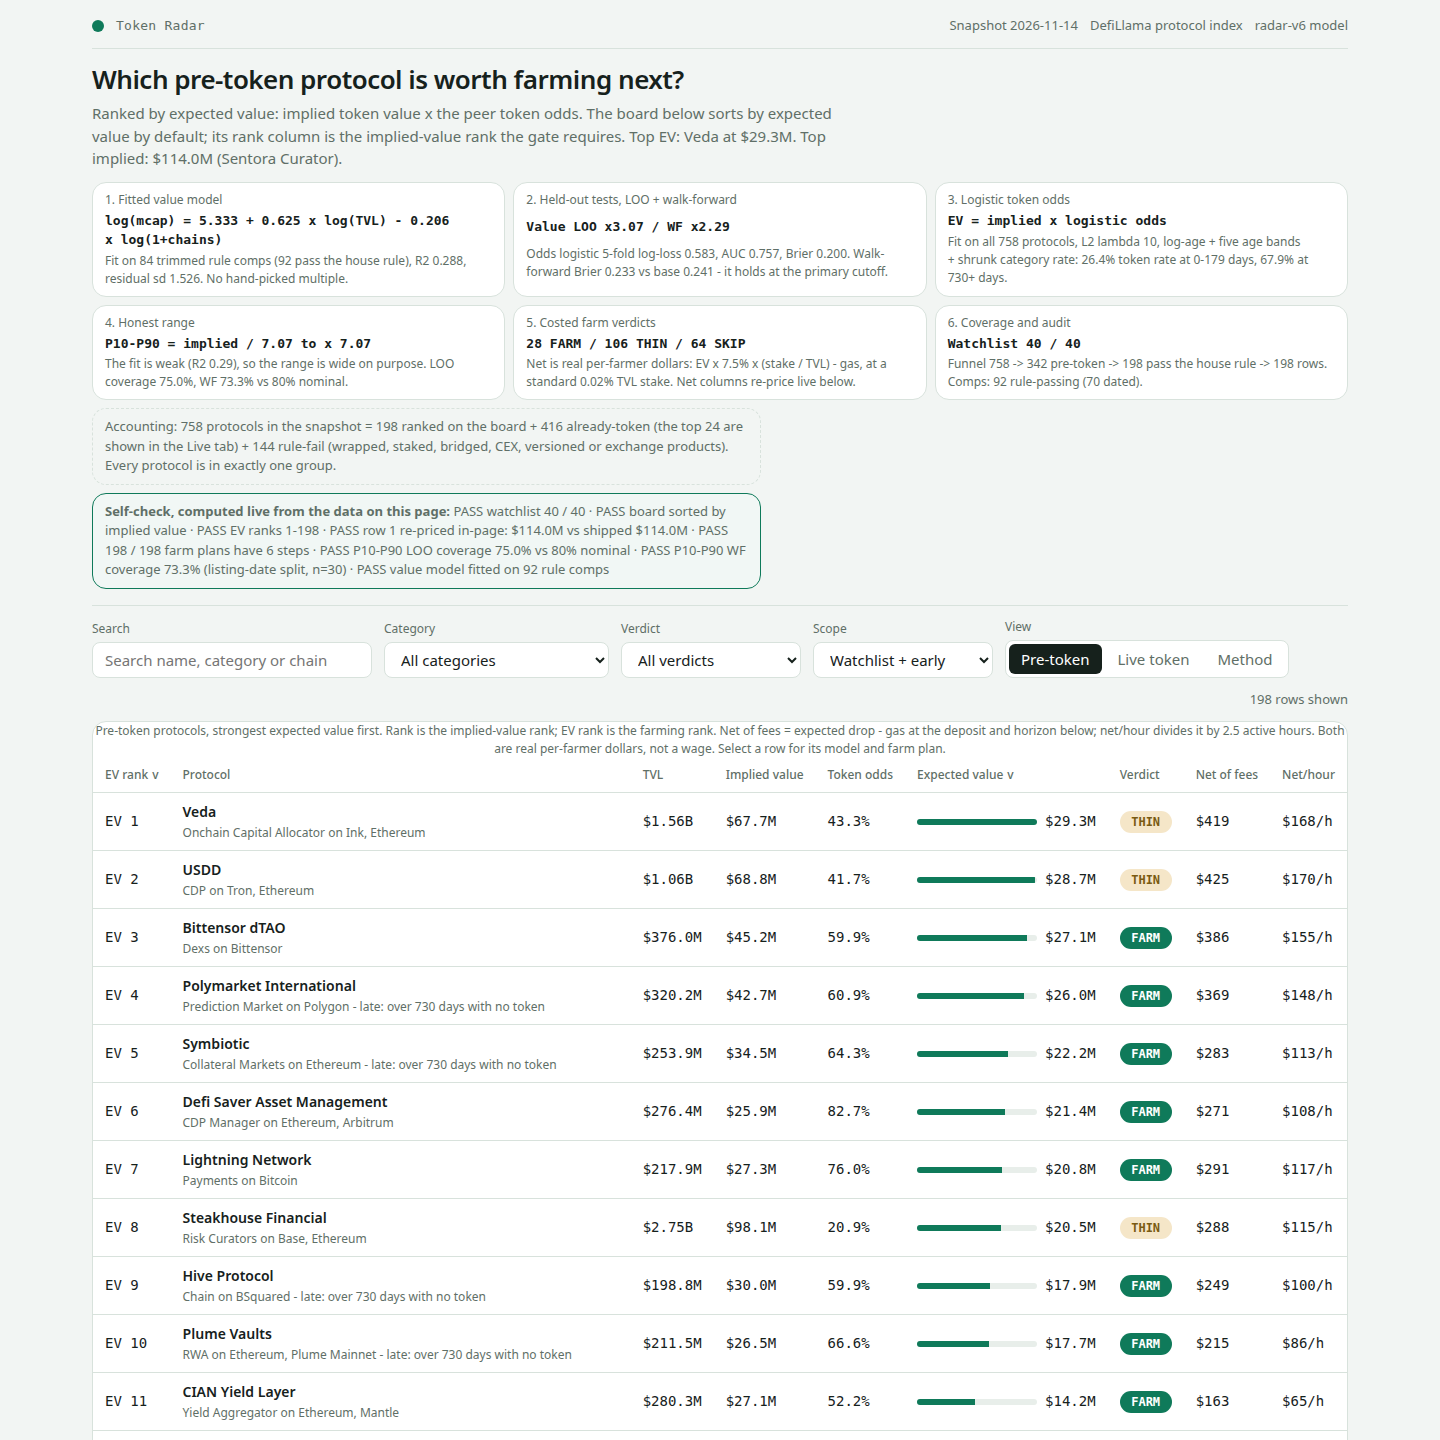 Token Radar
Snapshot 2026-11-14 DefiLlama protocol index radar-v6 model
Which pre-token protocol is worth farming next?
Ranked by expected value: implied token value x the peer token odds. The board below sorts by expected
value by default; its rank column is the implied-value rank the gate requires. Top EV: Veda at $29.3M. Top
implied: $114.0M (Sentora Curator).
1. Fitted value model
log(mcap) = 5.333 + 0.625 x log(TVL) - 0.206
x log(1+chains)
Fit on 84 trimmed rule comps (92 pass the house rule), R2 0.288,
residual sd 1.526. No hand-picked multiple.
2. Held-out tests, LOO + walk-forward
Value LOO x3.07 / WF x2.29
Odds logistic 5-fold log-loss 0.583, AUC 0.757, Brier 0.200. Walk-
forward Brier 0.233 vs base 0.241 - it holds at the primary cutoff.
3. Logistic token odds
EV = implied x logistic odds
Fit on all 758 protocols, L2 lambda 10, log-age + five age bands
+ shrunk category rate: 26.4% token rate at 0-179 days, 67.9% at
730+ days.
4. Honest range
P10-P90 = implied / 7.07 to x 7.07
The fit is weak (R2 0.29), so the range is wide on purpose. LOO
coverage 75.0%, WF 73.3% vs 80% nominal.
5. Costed farm verdicts
28 FARM / 106 THIN / 64 SKIP
Net is real per-farmer dollars: EV x 7.5% x (stake / TVL) - gas, at a
standard 0.02% TVL stake. Net columns re-price live below.
6. Coverage and audit
Watchlist 40 / 40
Funnel 758 -> 342 pre-token -> 198 pass the house rule -> 198 rows.
Comps: 92 rule-passing (70 dated).
Accounting: 758 protocols in the snapshot = 198 ranked on the board + 416 already-token (the top 24 are
shown in the Live tab) + 144 rule-fail (wrapped, staked, bridged, CEX, versioned or exchange products).
Every protocol is in exactly one group.
Self-check, computed live from the data on this page: PASS watchlist 40 / 40 · PASS board sorted by
implied value · PASS EV ranks 1-198 · PASS row 1 re-priced in-page: $114.0M vs shipped $114.0M · PASS
198 / 198 farm plans have 6 steps · PASS P10-P90 LOO coverage 75.0% vs 80% nominal · PASS P10-P90 WF
coverage 73.3% (listing-date split, n=30) · PASS value model fitted on 92 rule comps
Search Category Verdict Scope View
Search name, category or chain All categories All verdicts Watchlist + early Pre-token Live token Method
198 rows shown
Pre-token protocols, strongest expected value first. Rank is the implied-value rank; EV rank is the farming rank. Net of fees = expected drop - gas at the deposit and horizon below; net/hour divides it by 2.5 active hours. Both
are real per-farmer dollars, not a wage. Select a row for its model and farm plan.
EV rank v Protocol TVL Implied value Token odds Expected value v Verdict Net of fees Net/hour
EV 1 Veda $1.56B $67.7M 43.3% $29.3M THIN $419 $168/h
Onchain Capital Allocator on Ink, Ethereum
EV 2 USDD $1.06B $68.8M 41.7% $28.7M THIN $425 $170/h
CDP on Tron, Ethereum
EV 3 Bittensor dTAO $376.0M $45.2M 59.9% $27.1M FARM $386 $155/h
Dexs on Bittensor
EV 4 Polymarket International $320.2M $42.7M 60.9% $26.0M FARM $369 $148/h
Prediction Market on Polygon - late: over 730 days with no token
EV 5 Symbiotic $253.9M $34.5M 64.3% $22.2M FARM $283 $113/h
Collateral Markets on Ethereum - late: over 730 days with no token
EV 6 Defi Saver Asset Management $276.4M $25.9M 82.7% $21.4M FARM $271 $108/h
CDP Manager on Ethereum, Arbitrum
EV 7 Lightning Network $217.9M $27.3M 76.0% $20.8M FARM $291 $117/h
Payments on Bitcoin
EV 8 Steakhouse Financial $2.75B $98.1M 20.9% $20.5M THIN $288 $115/h
Risk Curators on Base, Ethereum
EV 9 Hive Protocol $198.8M $30.0M 59.9% $17.9M FARM $249 $100/h
Chain on BSquared - late: over 730 days with no token
EV 10 Plume Vaults $211.5M $26.5M 66.6% $17.7M FARM $215 $86/h
RWA on Ethereum, Plume Mainnet - late: over 730 days with no token
EV 11 CIAN Yield Layer $280.3M $27.1M 52.2% $14.2M FARM $163 $65/h
Yield Aggregator on Ethereum, Mantle